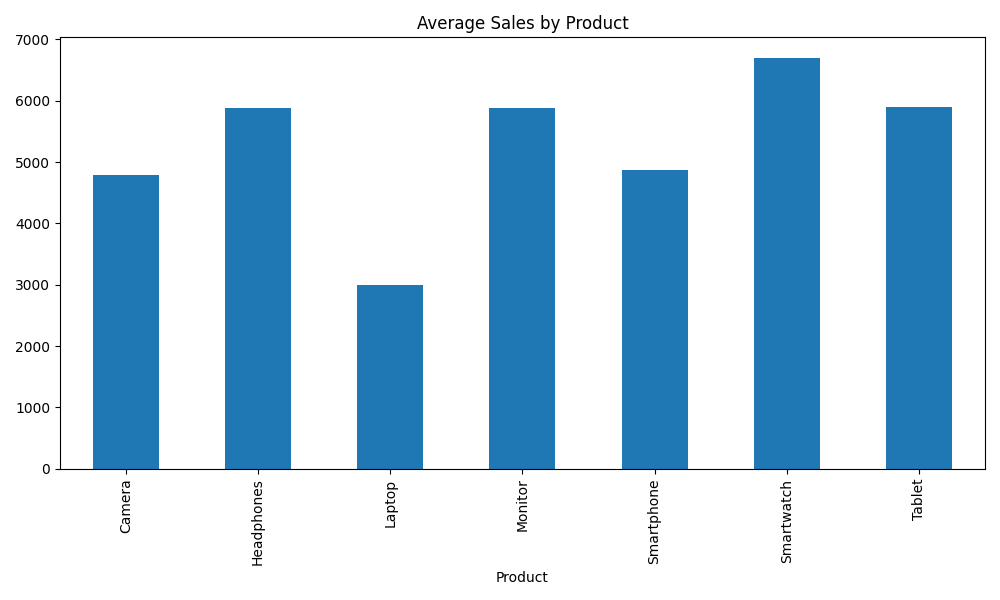 Average Sales by Product
7000
6000
5000
4000
3000
2000
1000
0
Camera
Headphones
Laptop
Monitor
Smartphone
Smartwatch
Tablet
Product